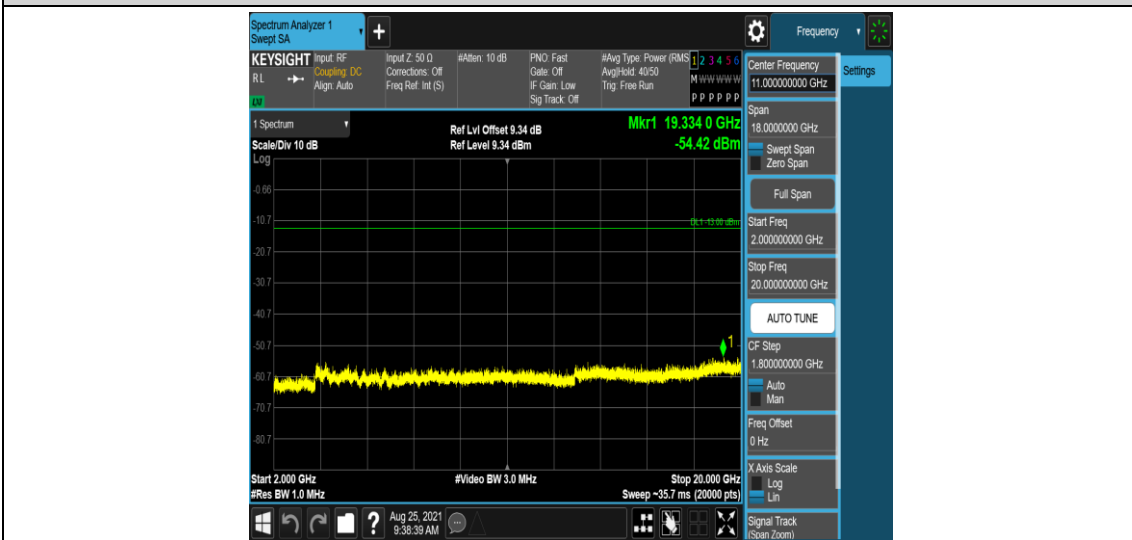 Spectrum Analyzer 1
Swept SA
Frequency
KEYSIGHT
RL
LXI
Input: RF
Coupling: DC
Align: Auto
Input Z: 50 Ω
Corrections: Off
Freq Ref: Int (S)
#Atten: 10 dB
PNO: Fast
Gate: Off
IF Gain: Low
Sig Track: Off
#Avg Type: Power (RMS
Avg|Hold: 40/50
Trig: Free Run
1 2 3 4 5 6
M W W W W W
P P P P P P
Center Frequency
11.000000000 GHz
Settings
1 Spectrum
Scale/Div 10 dB
Log
Ref Lvl Offset 9.34 dB
Ref Level 9.34 dBm
Mkr1 19.334 0 GHz
-54.42 dBm
Span
18.0000000 GHz
Swept Span
Zero Span
Full Span
-0.66
-10.7
DL1 -13.00 dBm
-20.7
-30.7
-40.7
-50.7
1
-60.7
-70.7
-80.7
Start Freq
2.000000000 GHz
Stop Freq
20.000000000 GHz
AUTO TUNE
CF Step
1.800000000 GHz
Auto
Man
Freq Offset
0 Hz
X Axis Scale
Log
Lin
Signal Track
(Span Zoom)
Start 2.000 GHz
#Video BW 3.0 MHz
Stop 20.000 GHz
#Res BW 1.0 MHz
Sweep ~35.7 ms (20000 pts)
?
Aug 25, 2021
9:38:39 AM